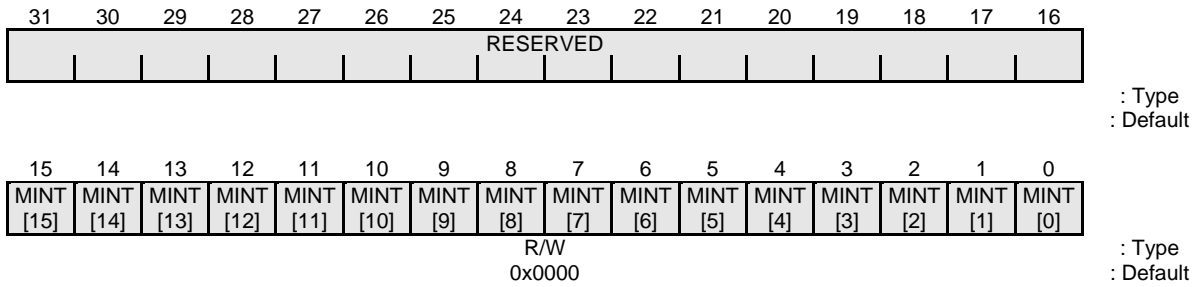 31 30 29 28 27 26 25 24 23 22 21 20 19 18 17 16
RESERVED
: Type
: Default
15 14 13 12 11 10 9 8 7 6 5 4 3 2 1 0
MINT MINT MINT MINT MINT MINT MINT MINT MINT MINT MINT MINT MINT MINT MINT MINT
[15] [14] [13] [12] [11] [10] [9] [8] [7] [6] [5] [4] [3] [2] [1] [0]
R/W : Type
0x0000 : Default